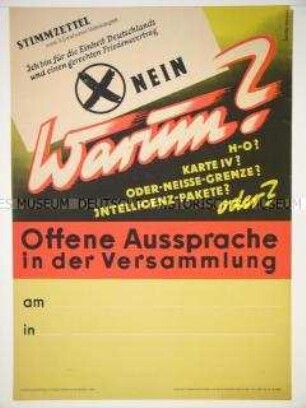 STIMMZETTEL
Ich bin für die Einheit Deutschlands
und einen gerechten Friedensvertrag
NEIN
Warum?
H-O?
KARTE IV?
ODER-NEISSE-GRENZE?
INTELLIGENZ-PAKETE?
oder?
Offene Aussprache
in der Versammlung
am
in